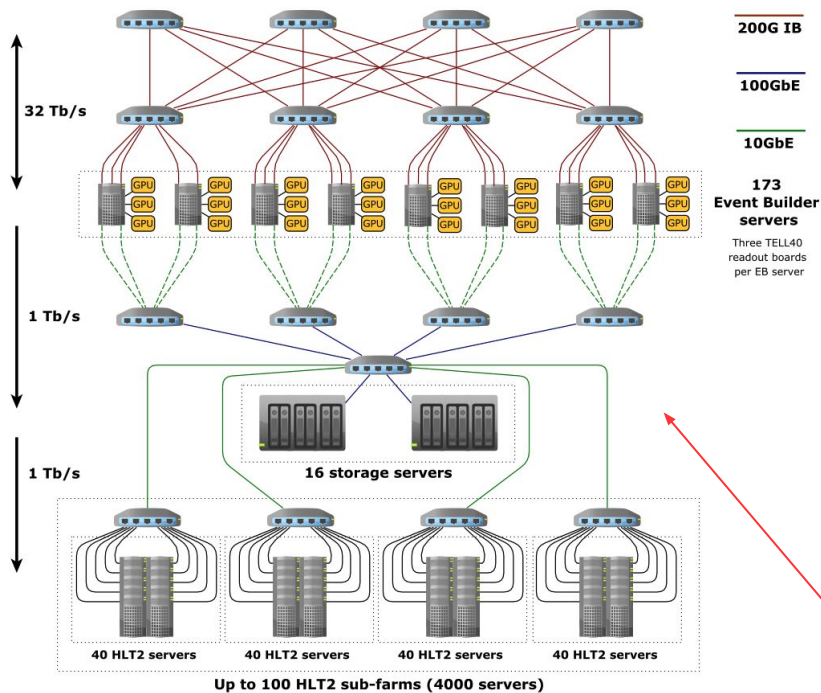 200G IB
100GbE
32 Tb/s
10GbE
GPU GPU GPU GPU GPU GPU GPU GPU
GPU GPU GPU GPU GPU GPU GPU GPU
GPU GPU GPU GPU GPU GPU GPU GPU
173
Event Builder
servers
Three TELL40
readout boards
per EB server
1 Tb/s
16 storage servers
1 Tb/s
40 HLT2 servers 40 HLT2 servers 40 HLT2 servers 40 HLT2 servers
Up to 100 HLT2 sub-farms (4000 servers)